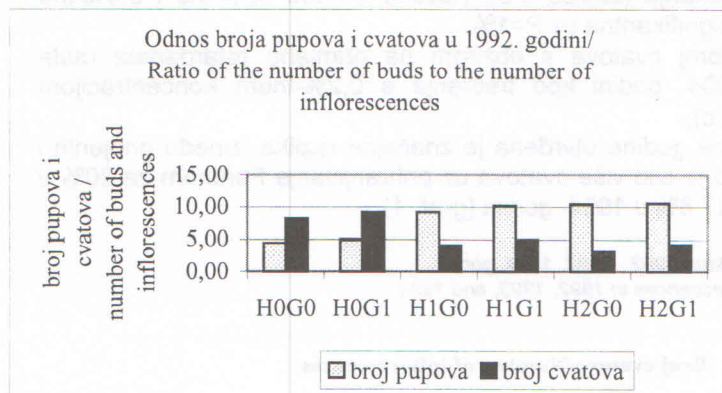 Odnos broja pupova i cvatova u 1992. godini/
Ratio of the number of buds to the number of
inflorescences
broj pupova i
cvatova /
number of buds and
inflorescences
15,00
10,00
5,00
0,00
H0G0 H0G1 H1G0 H1G1 H2G0 H2G1
broj pupova broj cvatova